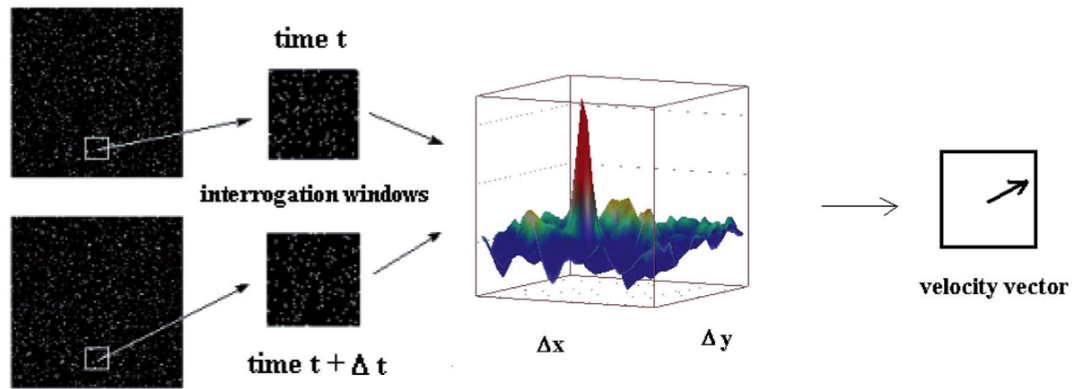 time t
interrogation windows
time t + Δ t
Δx
Δ y
velocity vector